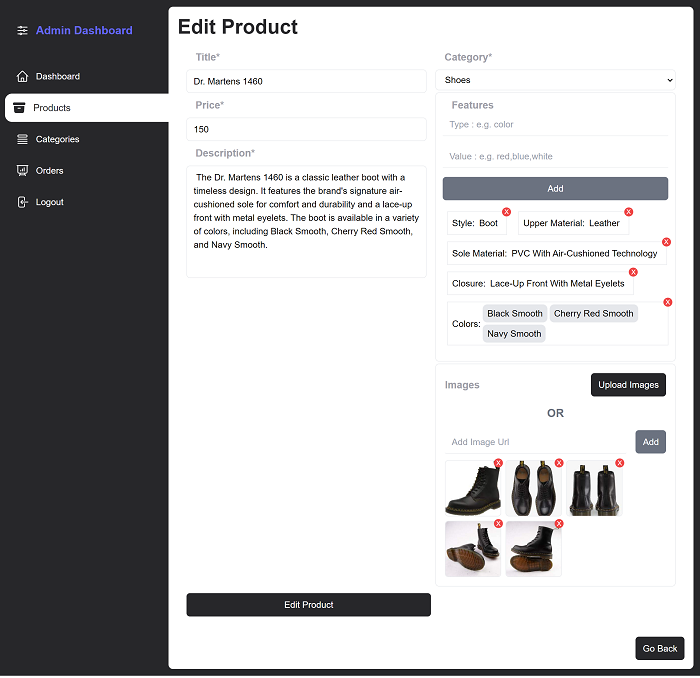 Admin Dashboard
Dashboard
Products
Categories
Orders
Logout
Edit Product
Title*
Dr. Martens 1460
Price*
150
Description*
The Dr. Martens 1460 is a classic leather boot with a
timeless design. It features the brand's signature air-
cushioned sole for comfort and durability and a lace-up
front with metal eyelets. The boot is available in a variety
of colors, including Black Smooth, Cherry Red Smooth,
and Navy Smooth.
Edit Product
Category*
Shoes
Features
Type : e.g. color
Value : e.g. red,blue,white
Add
Style: Boot X
Upper Material: Leather X
Sole Material: PVC With Air-Cushioned Technology X
Closure: Lace-Up Front With Metal Eyelets X
Colors: Black Smooth Cherry Red Smooth X
Navy Smooth
Images
Upload Images
OR
Add Image Url
Add
X X X
X X
Go Back